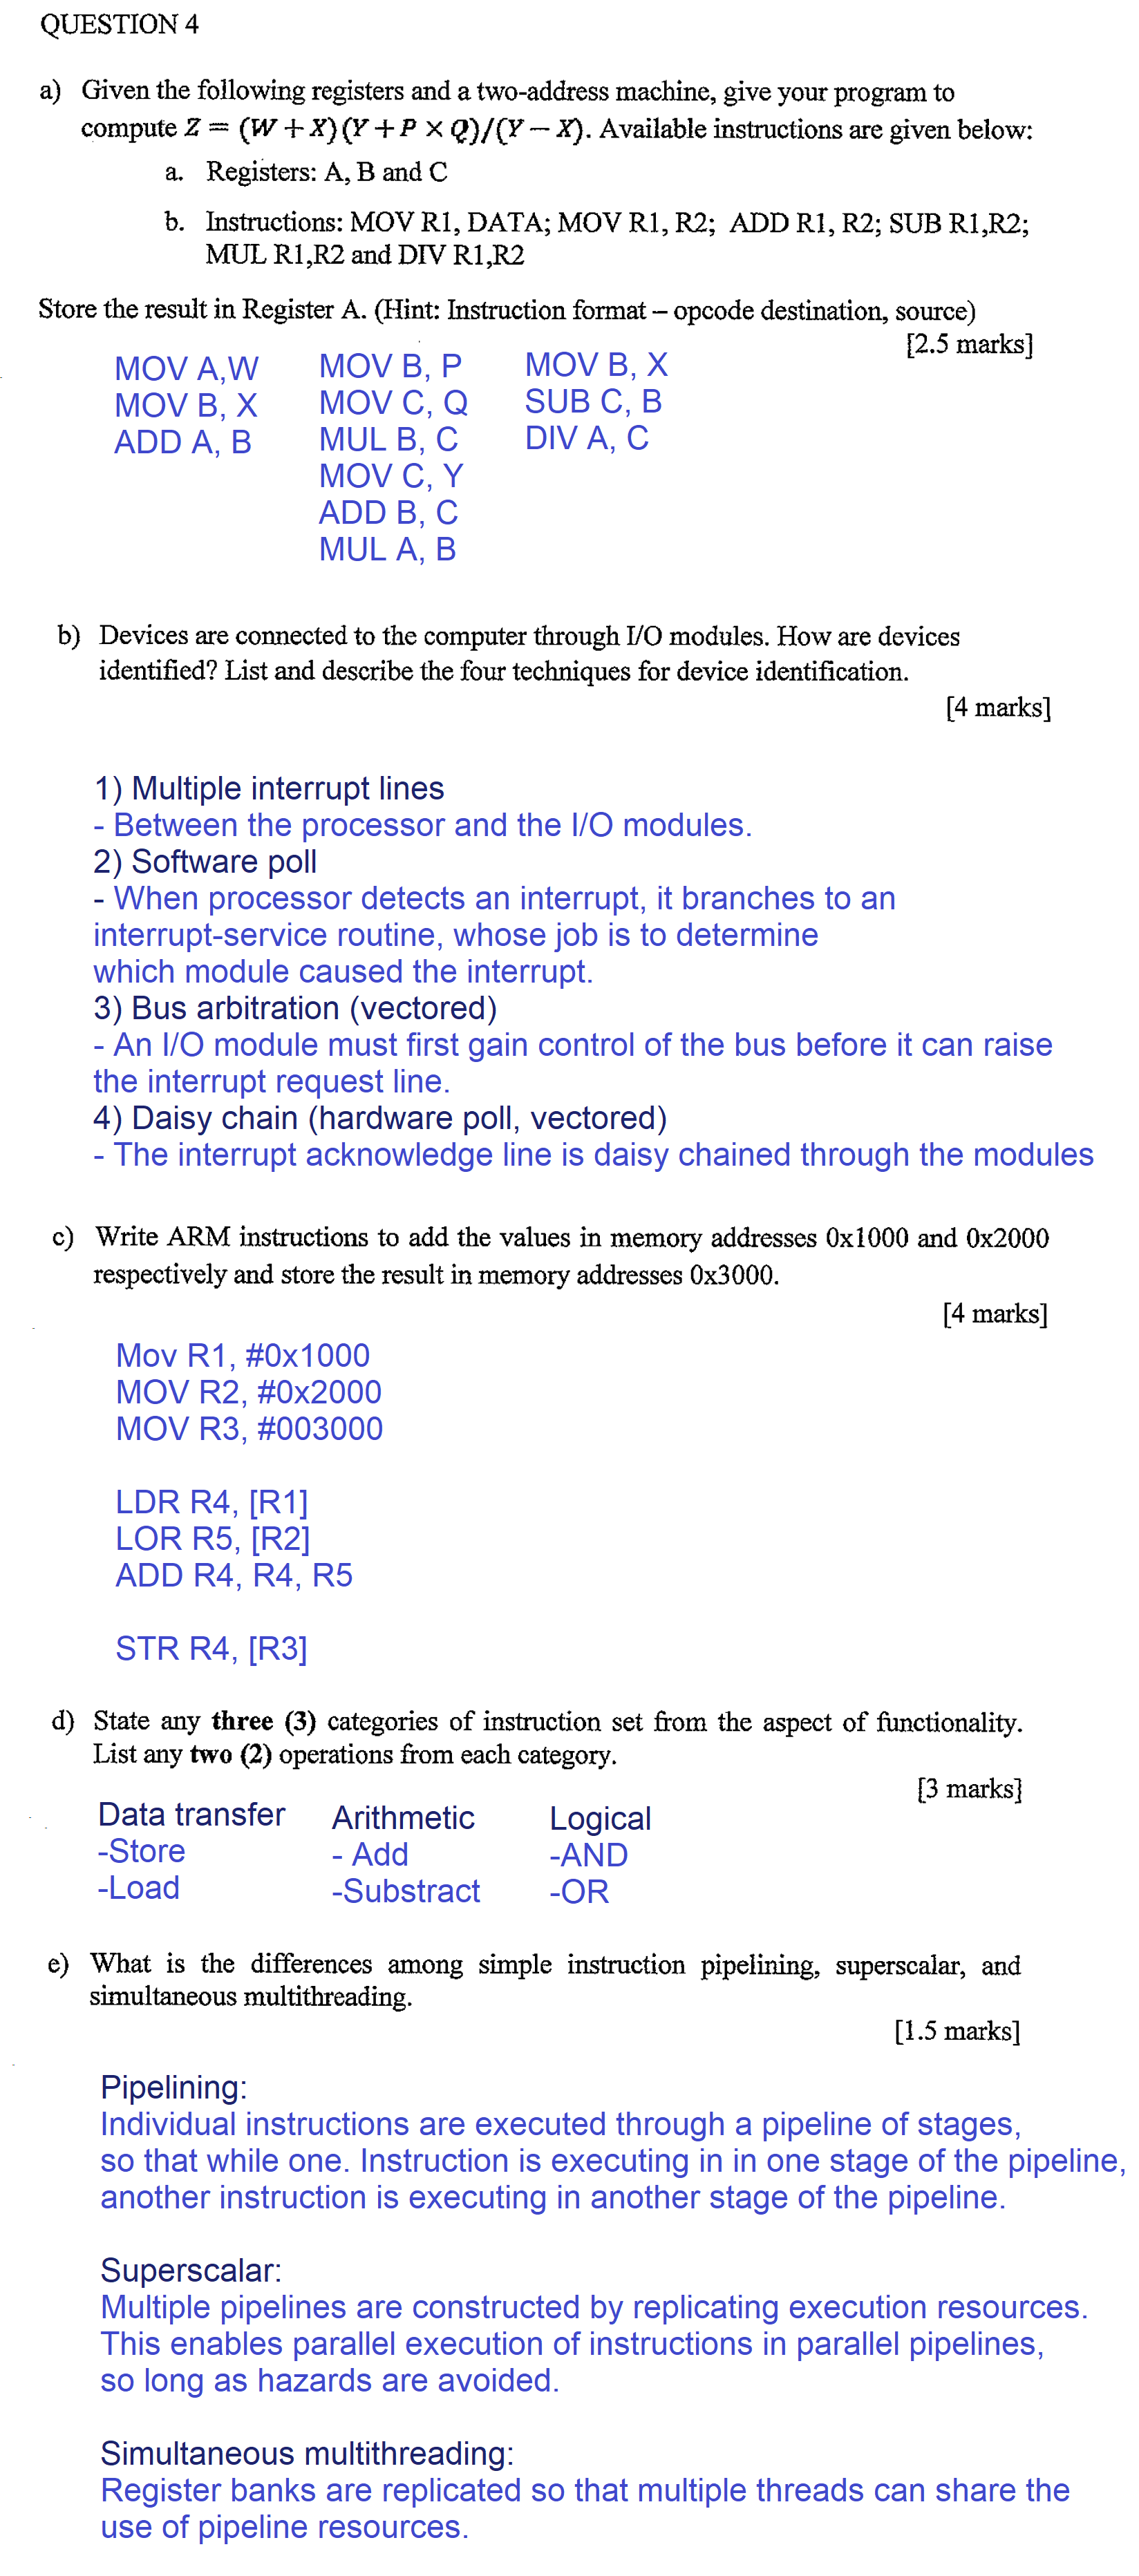 QUESTION 4
a) Given the following registers and a two-address machine, give your program to
compute Z = (W + X)(Y + P × Q)/(Y − X). Available instructions are given below:
a. Registers: A, B and C
b. Instructions: MOV R1, DATA; MOV R1, R2; ADD R1, R2; SUB R1,R2;
MUL R1,R2 and DIV R1,R2
Store the result in Register A. (Hint: Instruction format – opcode destination, source)
[2.5 marks]
MOV A,W
MOV B, X
ADD A, B
MOV B, P
MOV C, Q
MUL B, C
MOV C, Y
ADD B, C
MUL A, B
MOV B, X
SUB C, B
DIV A, C
b) Devices are connected to the computer through I/O modules. How are devices
identified? List and describe the four techniques for device identification.
[4 marks]
1) Multiple interrupt lines
- Between the processor and the I/O modules.
2) Software poll
- When processor detects an interrupt, it branches to an
interrupt-service routine, whose job is to determine
which module caused the interrupt.
3) Bus arbitration (vectored)
- An I/O module must first gain control of the bus before it can raise
the interrupt request line.
4) Daisy chain (hardware poll, vectored)
- The interrupt acknowledge line is daisy chained through the modules
c) Write ARM instructions to add the values in memory addresses 0x1000 and 0x2000
respectively and store the result in memory addresses 0x3000.
[4 marks]
Mov R1, #0x1000
MOV R2, #0x2000
MOV R3, #003000
LDR R4, [R1]
LOR R5, [R2]
ADD R4, R4, R5
STR R4, [R3]
d) State any three (3) categories of instruction set from the aspect of functionality.
List any two (2) operations from each category.
[3 marks]
Data transfer
-Store
-Load
Arithmetic
- Add
-Substract
Logical
-AND
-OR
e) What is the differences among simple instruction pipelining, superscalar, and
simultaneous multithreading.
[1.5 marks]
Pipelining:
Individual instructions are executed through a pipeline of stages,
so that while one. Instruction is executing in in one stage of the pipeline,
another instruction is executing in another stage of the pipeline.
Superscalar:
Multiple pipelines are constructed by replicating execution resources.
This enables parallel execution of instructions in parallel pipelines,
so long as hazards are avoided.
Simultaneous multithreading:
Register banks are replicated so that multiple threads can share the
use of pipeline resources.